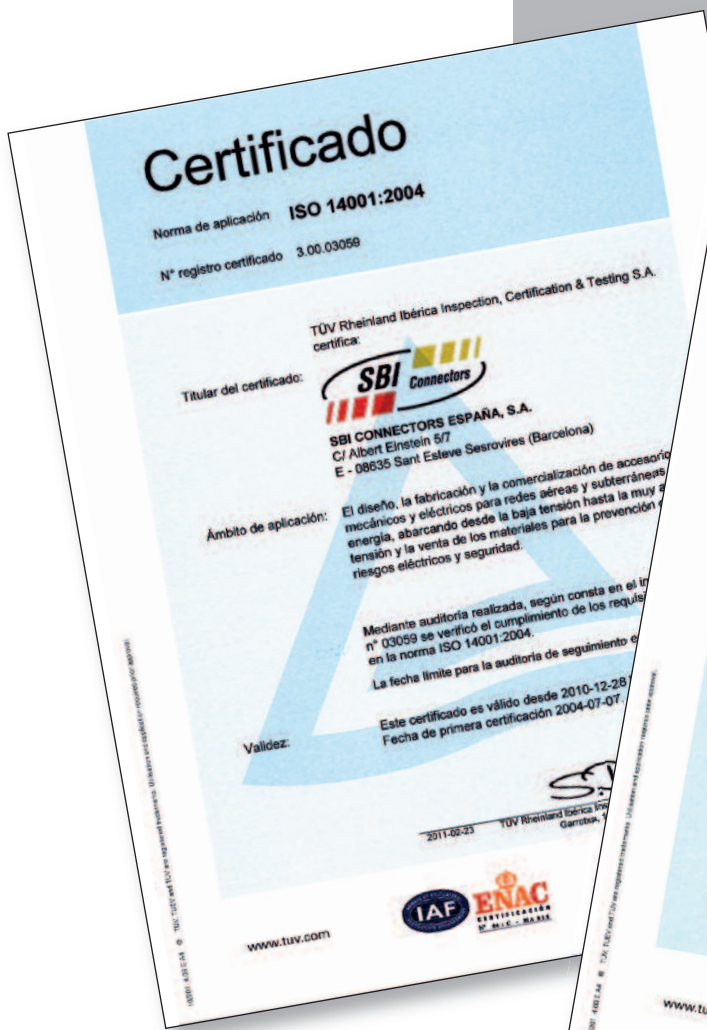 Certificado
Norma de aplicación ISO 14001:2004
N° registro certificado 3.00.03059
TÜV Rheinland Ibérica Inspection, Certification & Testing S.A.
certifica:
Titular del certificado:
SBI Connectors
SBI CONNECTORS ESPAÑA, S.A.
C/ Albert Einstein 5/7
E - 08635 Sant Esteve Sesrovires (Barcelona)
Ámbito de aplicación: El diseño, la fabricación y la comercialización de accesorio
mecánicos y eléctricos para redes aéreas y subterráneas
energía, abarcando desde la baja tensión hasta la muy a
tensión y la venta de los materiales para la prevención
riesgos eléctricos y seguridad.
Mediante auditoría realizada, según consta en el in
n° 03059 se verificó el cumplimiento de los requisi
en la norma ISO 14001:2004.
La fecha límite para la auditoría de seguimiento e
Validez: Este certificado es válido desde 2010-12-28
Fecha de primera certificación 2004-07-07.
2011-02-23 TÜV Rheinland Ibérica Ins
Garrotxa, 1
www.tuv.com
IAF
ENAC
CERTIFICACIÓN
www.tu